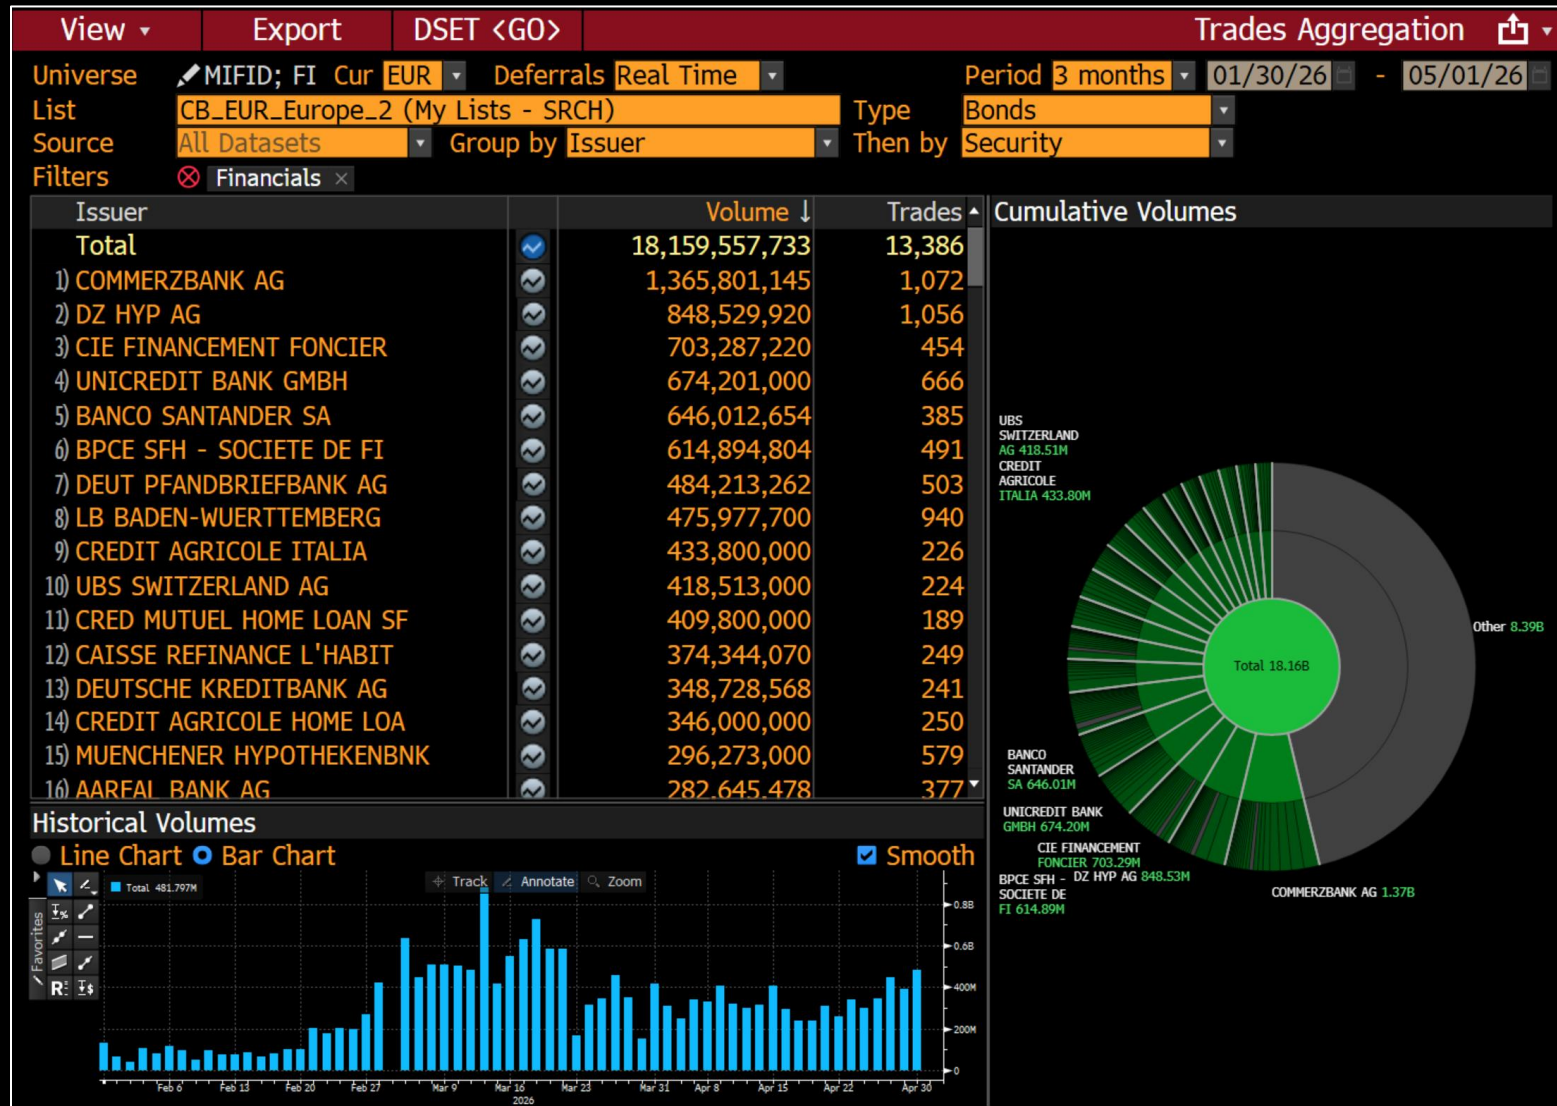 View Export DSET <GO> Trades Aggregation
Universe MIFID; FI Cur EUR Deferrals Real Time Period 3 months 01/30/26 - 05/01/26
List CB_EUR_Europe_2 (My Lists - SRCH) Type Bonds
Source All Datasets Group by Issuer Then by Security
Filters Financials ×
Issuer Volume ↓ Trades
Total 18,159,557,733 13,386
1) COMMERZBANK AG 1,365,801,145 1,072
2) DZ HYP AG 848,529,920 1,056
3) CIE FINANCEMENT FONCIER 703,287,220 454
4) UNICREDIT BANK GMBH 674,201,000 666
5) BANCO SANTANDER SA 646,012,654 385
6) BPCE SFH - SOCIETE DE FI 614,894,804 491
7) DEUT PFANDBRIEFBANK AG 484,213,262 503
8) LB BADEN-WUERTTEMBERG 475,977,700 940
9) CREDIT AGRICOLE ITALIA 433,800,000 226
10) UBS SWITZERLAND AG 418,513,000 224
11) CRED MUTUEL HOME LOAN SF 409,800,000 189
12) CAISSE REFINANCE L'HABIT 374,344,070 249
13) DEUTSCHE KREDITBANK AG 348,728,568 241
14) CREDIT AGRICOLE HOME LOA 346,000,000 250
15) MUENCHENER HYPOTHEKENBNK 296,273,000 579
16) AAREAL BANK AG 282,645,478 377
Cumulative Volumes
UBS
SWITZERLAND
AG 418.51M
CREDIT
AGRICOLE
ITALIA 433.80M
Other 8.39B
Total 18.16B
BANCO
SANTANDER
SA 646.01M
UNICREDIT BANK
GMBH 674.20M
CIE FINANCEMENT
FONCIER 703.29M
BPCE SFH -
SOCIETE DE
FI 614.89M
DZ HYP AG 848.53M
COMMERZBANK AG 1.37B
Historical Volumes
Line Chart Bar Chart Smooth
Total 481.797M
Track Annotate Zoom
Favorites
0.8B
0.6B
400M
200M
0
Feb 6 Feb 13 Feb 20 Feb 27 Mar 9 Mar 16 Mar 23 Mar 31 Apr 8 Apr 15 Apr 22 Apr 30
2026